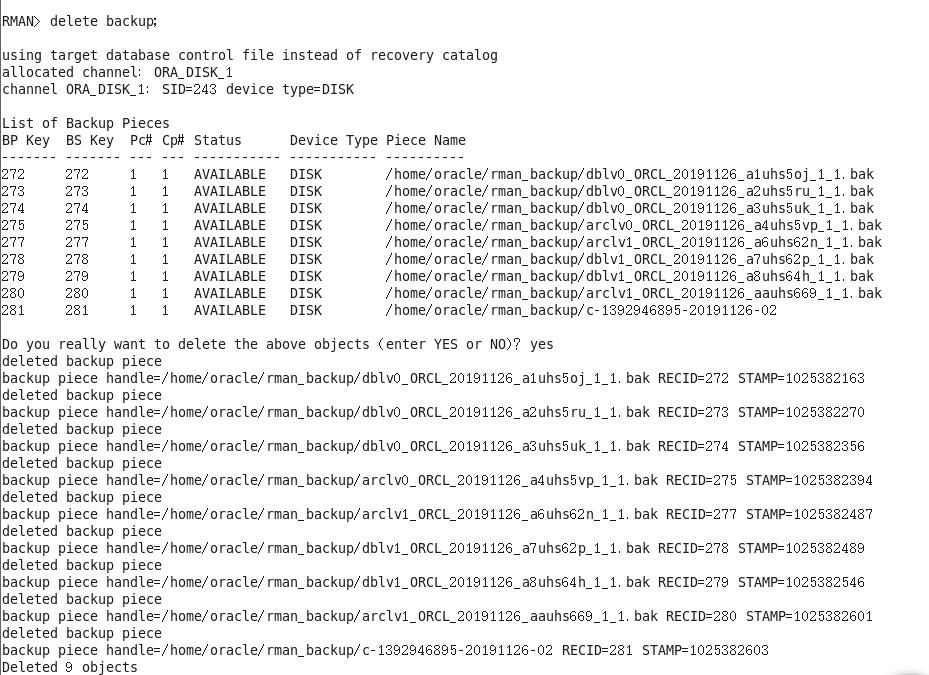 RMAN> delete backup;
using target database control file instead of recovery catalog
allocated channel: ORA_DISK_1
channel ORA_DISK_1: SID=243 device type=DISK
List of Backup Pieces
BP Key  BS Key  Pc# Cp# Status      Device Type Piece Name
------- ------- --- --- ----------- ----------- ----------
272     272     1   1   AVAILABLE   DISK        /home/oracle/rman_backup/dblv0_ORCL_20191126_a1uhs5oj_1_1.bak
273     273     1   1   AVAILABLE   DISK        /home/oracle/rman_backup/dblv0_ORCL_20191126_a2uhs5ru_1_1.bak
274     274     1   1   AVAILABLE   DISK        /home/oracle/rman_backup/dblv0_ORCL_20191126_a3uhs5uk_1_1.bak
275     275     1   1   AVAILABLE   DISK        /home/oracle/rman_backup/arclv0_ORCL_20191126_a4uhs5vp_1_1.bak
277     277     1   1   AVAILABLE   DISK        /home/oracle/rman_backup/arclv1_ORCL_20191126_a6uhs62n_1_1.bak
278     278     1   1   AVAILABLE   DISK        /home/oracle/rman_backup/dblv1_ORCL_20191126_a7uhs62p_1_1.bak
279     279     1   1   AVAILABLE   DISK        /home/oracle/rman_backup/dblv1_ORCL_20191126_a8uhs64h_1_1.bak
280     280     1   1   AVAILABLE   DISK        /home/oracle/rman_backup/arclv1_ORCL_20191126_aauhs669_1_1.bak
281     281     1   1   AVAILABLE   DISK        /home/oracle/rman_backup/c-1392946895-20191126-02
Do you really want to delete the above objects (enter YES or NO)? yes
deleted backup piece
backup piece handle=/home/oracle/rman_backup/dblv0_ORCL_20191126_a1uhs5oj_1_1.bak RECID=272 STAMP=1025382163
deleted backup piece
backup piece handle=/home/oracle/rman_backup/dblv0_ORCL_20191126_a2uhs5ru_1_1.bak RECID=273 STAMP=1025382270
deleted backup piece
backup piece handle=/home/oracle/rman_backup/dblv0_ORCL_20191126_a3uhs5uk_1_1.bak RECID=274 STAMP=1025382356
deleted backup piece
backup piece handle=/home/oracle/rman_backup/arclv0_ORCL_20191126_a4uhs5vp_1_1.bak RECID=275 STAMP=1025382394
deleted backup piece
backup piece handle=/home/oracle/rman_backup/arclv1_ORCL_20191126_a6uhs62n_1_1.bak RECID=277 STAMP=1025382487
deleted backup piece
backup piece handle=/home/oracle/rman_backup/dblv1_ORCL_20191126_a7uhs62p_1_1.bak RECID=278 STAMP=1025382489
deleted backup piece
backup piece handle=/home/oracle/rman_backup/dblv1_ORCL_20191126_a8uhs64h_1_1.bak RECID=279 STAMP=1025382546
deleted backup piece
backup piece handle=/home/oracle/rman_backup/arclv1_ORCL_20191126_aauhs669_1_1.bak RECID=280 STAMP=1025382601
deleted backup piece
backup piece handle=/home/oracle/rman_backup/c-1392946895-20191126-02 RECID=281 STAMP=1025382603
Deleted 9 objects